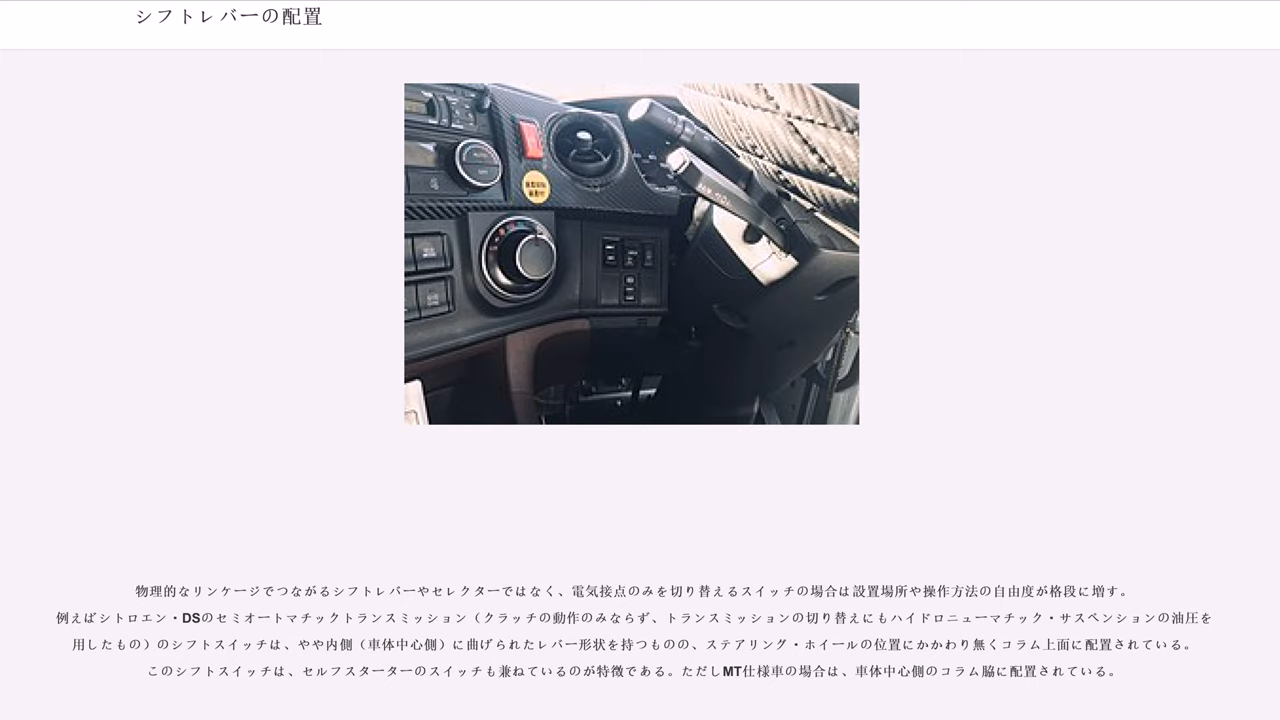 シフトレバーの配置
物理的なリンケージでつながるシフトレバーやセレクターではなく、電気接点のみを切り替えるスイッチの場合は設置場所や操作方法の自由度が格段に増す。
例えばシトロエン・DSのセミオートマチックトランスミッション（クラッチの動作のみならず、トランスミッションの切り替えにもハイドロニューマチック・サスペンションの油圧を
用したもの）のシフトスイッチは、やや内側（車体中心側）に曲げられたレバー形状を持つものの、ステアリング・ホイールの位置にかかわり無くコラム上面に配置されている。
このシフトスイッチは、セルフスターターのスイッチも兼ねているのが特徴である。ただしMT仕様車の場合は、車体中心側のコラム脇に配置されている。